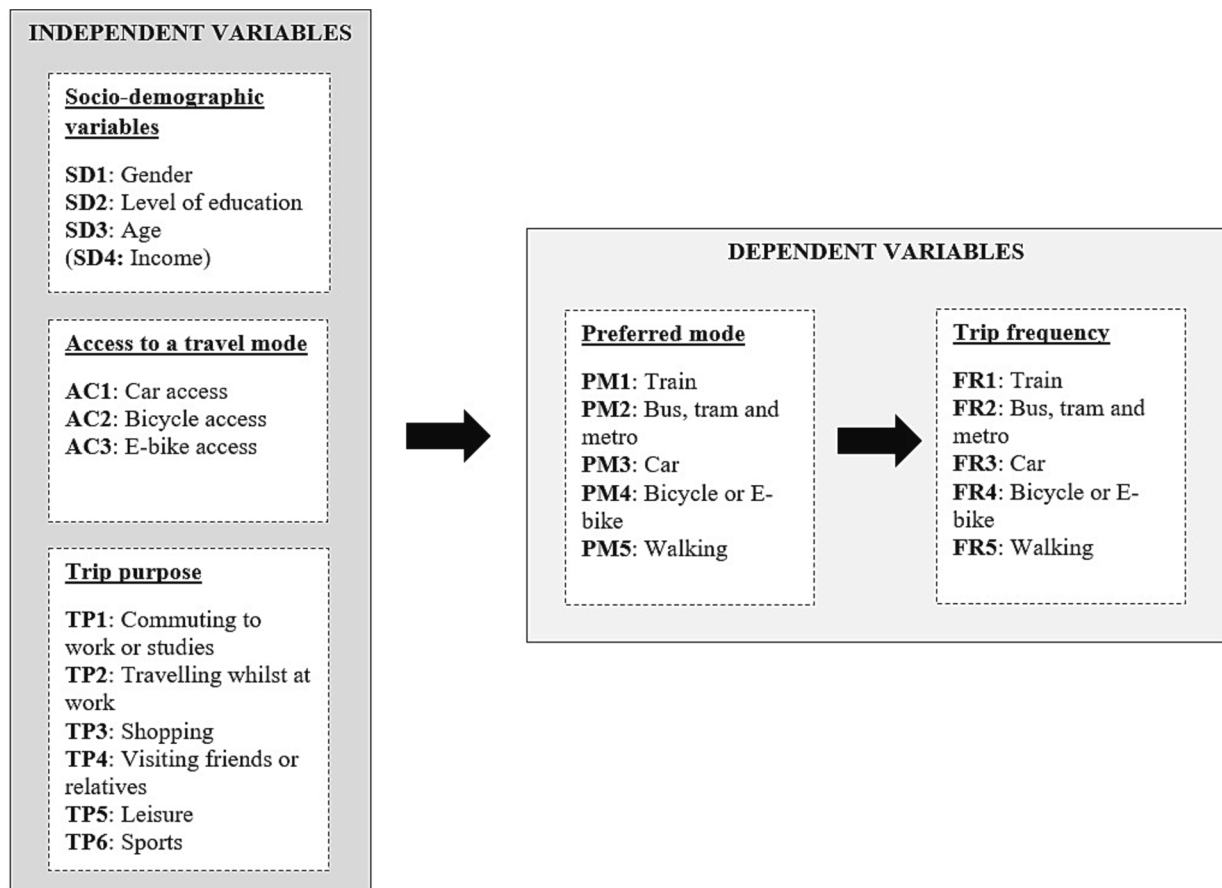 INDEPENDENT VARIABLES
Socio-demographic
variables
SD1: Gender
SD2: Level of education
SD3: Age
(SD4: Income)
Access to a travel mode
AC1: Car access
AC2: Bicycle access
AC3: E-bike access
Trip purpose
TP1: Commuting to
work or studies
TP2: Travelling whilst at
work
TP3: Shopping
TP4: Visiting friends or
relatives
TP5: Leisure
TP6: Sports
DEPENDENT VARIABLES
Preferred mode
PM1: Train
PM2: Bus, tram and
metro
PM3: Car
PM4: Bicycle or E-
bike
PM5: Walking
Trip frequency
FR1: Train
FR2: Bus, tram and
metro
FR3: Car
FR4: Bicycle or E-
bike
FR5: Walking